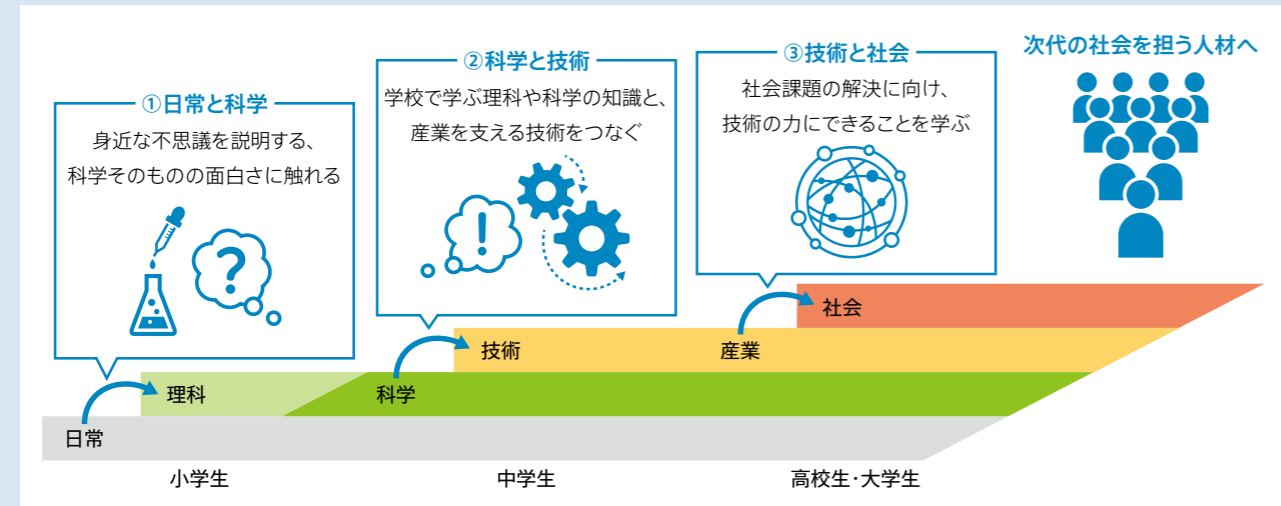 ①日常と科学
身近な不思議を説明する、
科学そのものの面白さに触れる
?
②科学と技術
学校で学ぶ理科や科学の知識と、
産業を支える技術をつなぐ
!
③技術と社会
社会課題の解決に向け、
技術の力にできることを学ぶ
次代の社会を担う人材へ
社会
技術
産業
理科
科学
日常
小学生
中学生
高校生・大学生